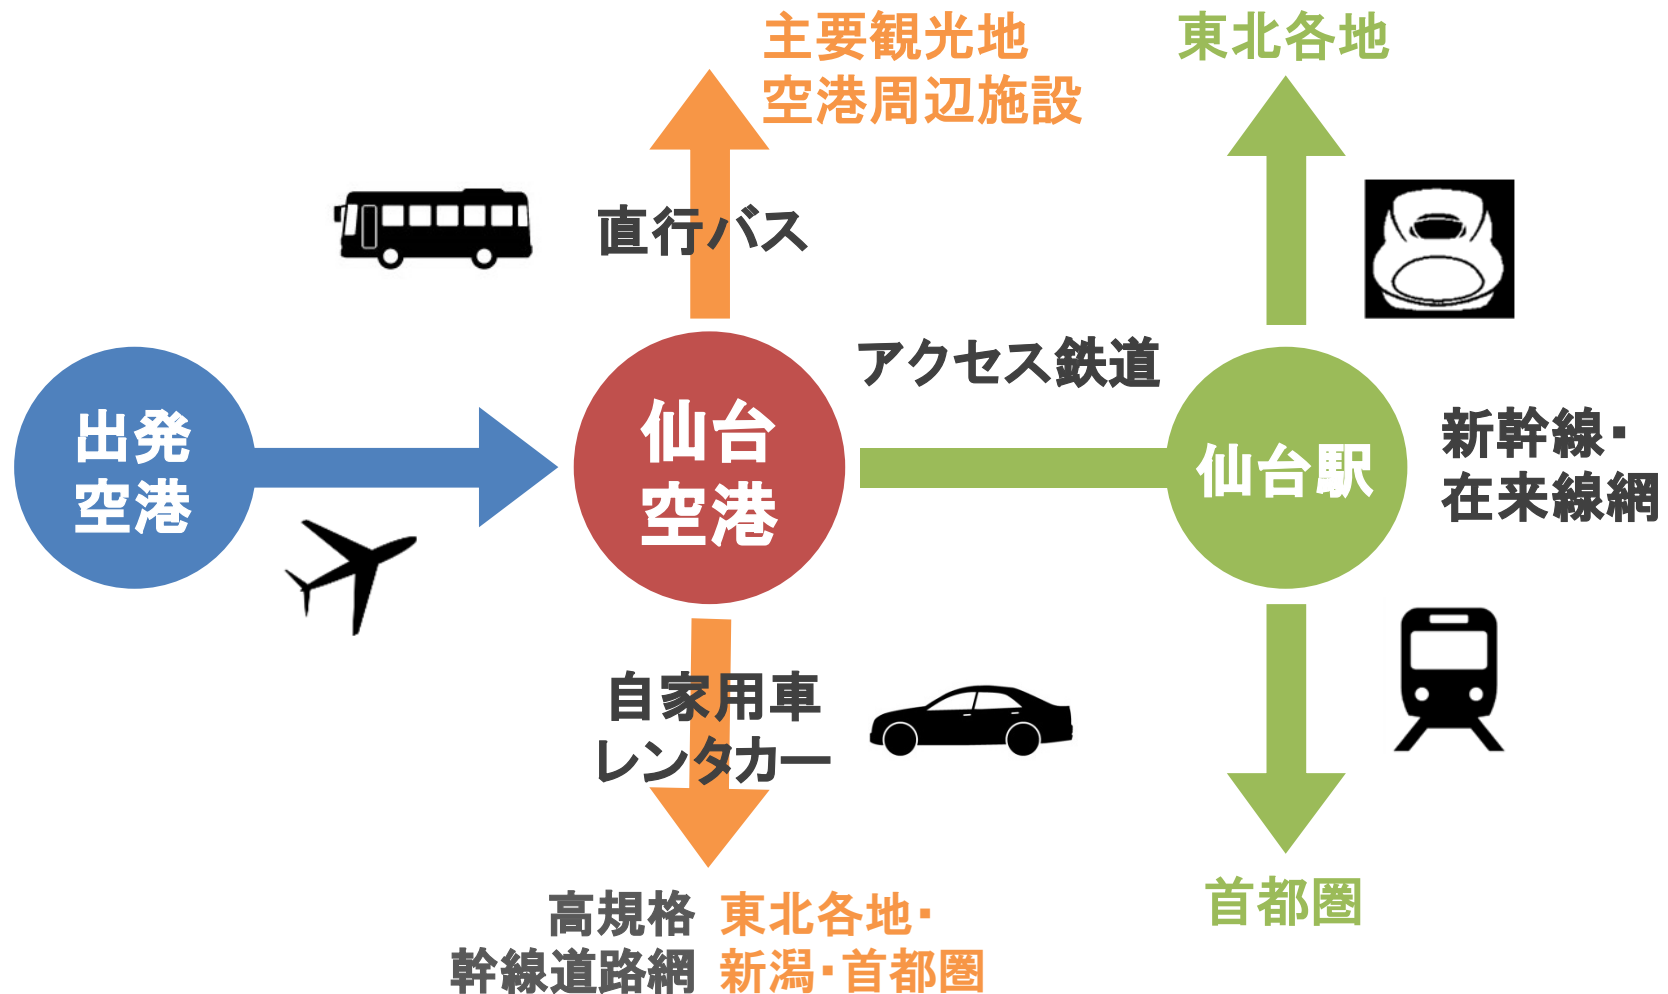 主要観光地
空港周辺施設
東北各地
直行バス
アクセス鉄道
出発
空港
仙台
空港
仙台駅
新幹線・
在来線網
自家用車
レンタカー
高規格
幹線道路網
東北各地・
新潟・首都圏
首都圏